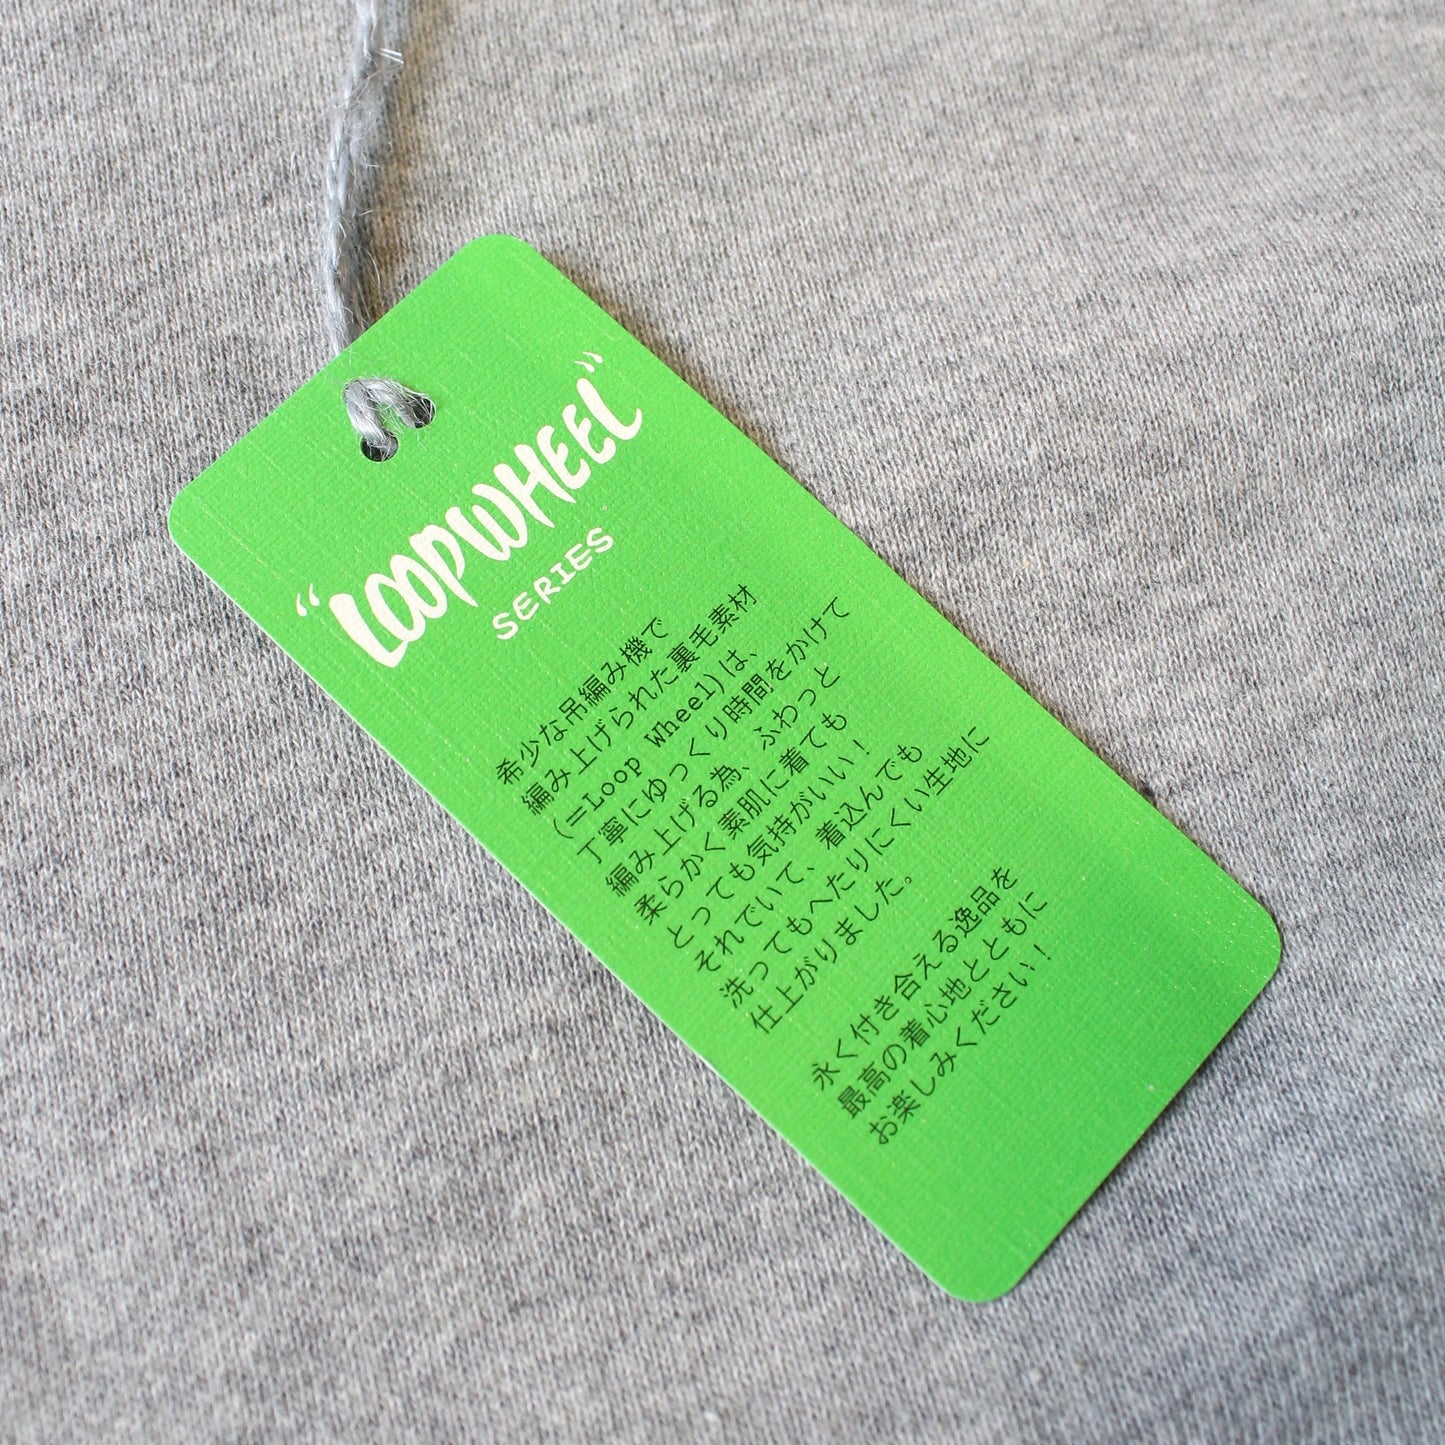 “LOOPWHEEL”
SERIES
希少な吊編み機で
編み上げられた裏毛素材
(=Loop Wheel)は、
丁寧にゆっくり時間をかけて
編み上げる為、ふわっと
柔らかく素肌に着ても
とっても気持がいい！
それでいて、着込んでも
洗ってもへたりにくい生地に
仕上がりました。
永く付き合える逸品を
最高の着心地とともに
お楽しみください！